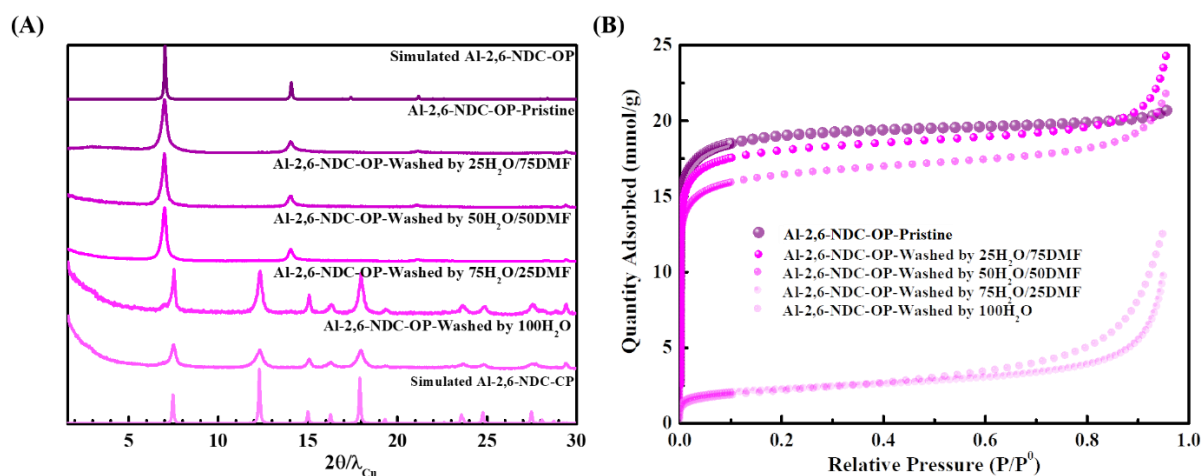 (A)
Simulated Al-2,6-NDC-OP
Al-2,6-NDC-OP-Pristine
Al-2,6-NDC-OP-Washed by 25H₂O/75DMF
Al-2,6-NDC-OP-Washed by 50H₂O/50DMF
Al-2,6-NDC-OP-Washed by 75H₂O/25DMF
Al-2,6-NDC-OP-Washed by 100H₂O
Simulated Al-2,6-NDC-CP
5 10 15 20 25 30
2θ/λCu
(B)
25
20
15
10
5
0
Quantity Adsorbed (mmol/g)
Al-2,6-NDC-OP-Pristine
Al-2,6-NDC-OP-Washed by 25H₂O/75DMF
Al-2,6-NDC-OP-Washed by 50H₂O/50DMF
Al-2,6-NDC-OP-Washed by 75H₂O/25DMF
Al-2,6-NDC-OP-Washed by 100H₂O
0.0 0.2 0.4 0.6 0.8 1.0
Relative Pressure (P/P⁰)